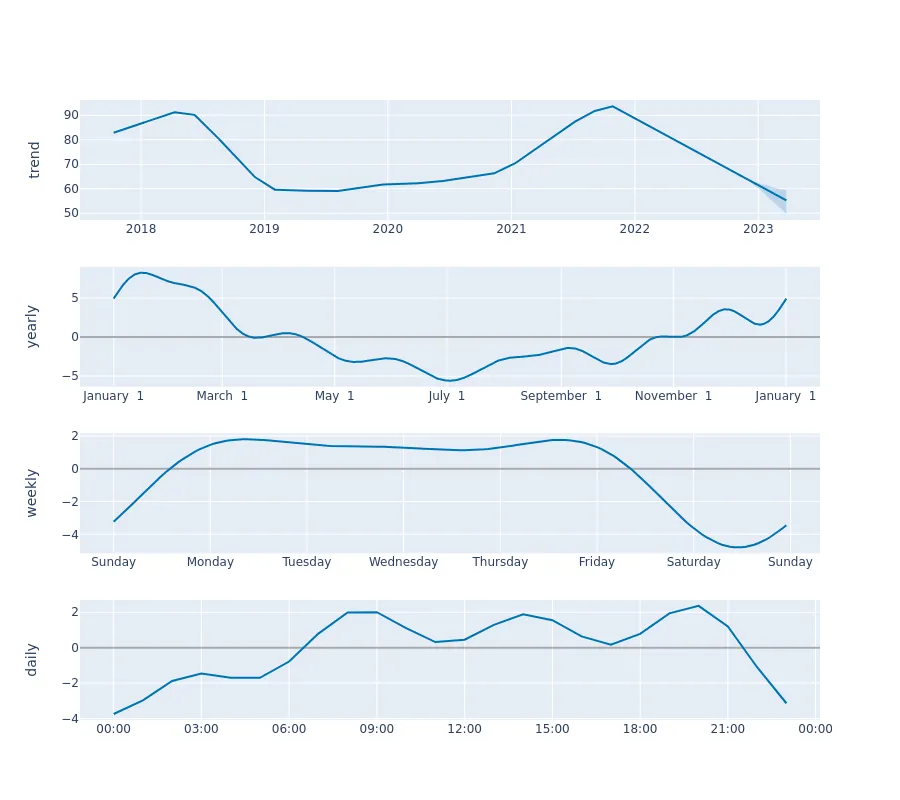 trend
90
80
70
60
50
2018 2019 2020 2021 2022 2023
yearly
5
0
−5
January 1 March 1 May 1 July 1 September 1 November 1 January 1
weekly
2
0
−2
−4
Sunday Monday Tuesday Wednesday Thursday Friday Saturday Sunday
daily
2
0
−2
−4
00:00 03:00 06:00 09:00 12:00 15:00 18:00 21:00 00:00